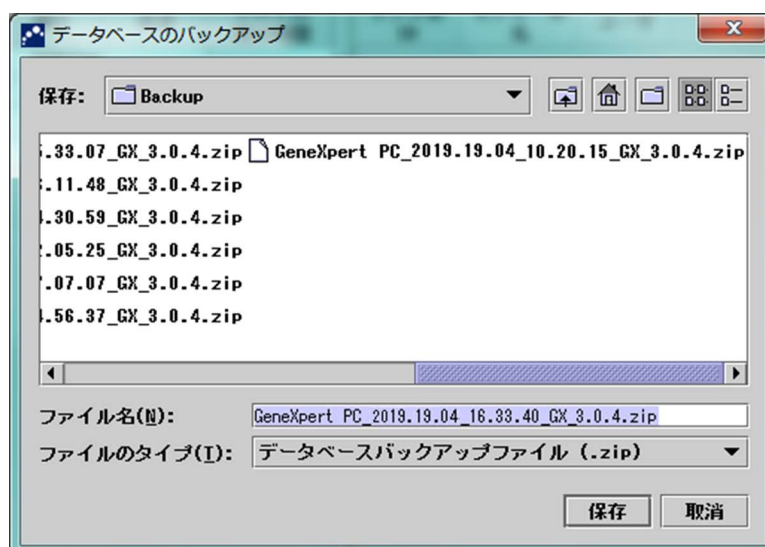 データベースのバックアップ
保存: Backup
.33.07_GX_3.0.4.zip GeneXpert PC_2019.19.04_10.20.15_GX_3.0.4.zip
.11.48_GX_3.0.4.zip
.30.59_GX_3.0.4.zip
.05.25_GX_3.0.4.zip
.07.07_GX_3.0.4.zip
.56.37_GX_3.0.4.zip
ファイル名(N): GeneXpert PC_2019.19.04_16.33.40_GX_3.0.4.zip
ファイルのタイプ(T): データベースバックアップファイル (.zip)
保存 取消